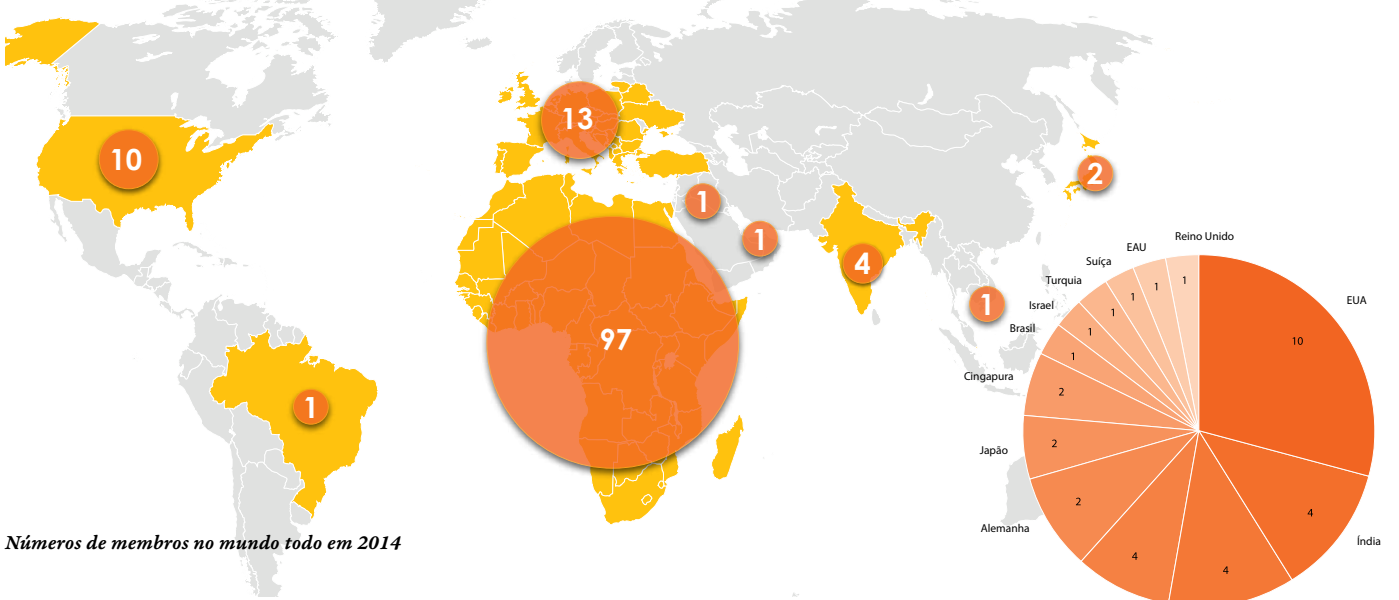 10
13
1
1
2
4
1
97
1
Números de membros no mundo todo em 2014
Reino Unido
EAU
Suíça
Turquia
Israel
Brasil
Cingapura
Japão
Alemanha
EUA
Índia
10
4
4
4
2
2
2
1
1
1
1
1
1